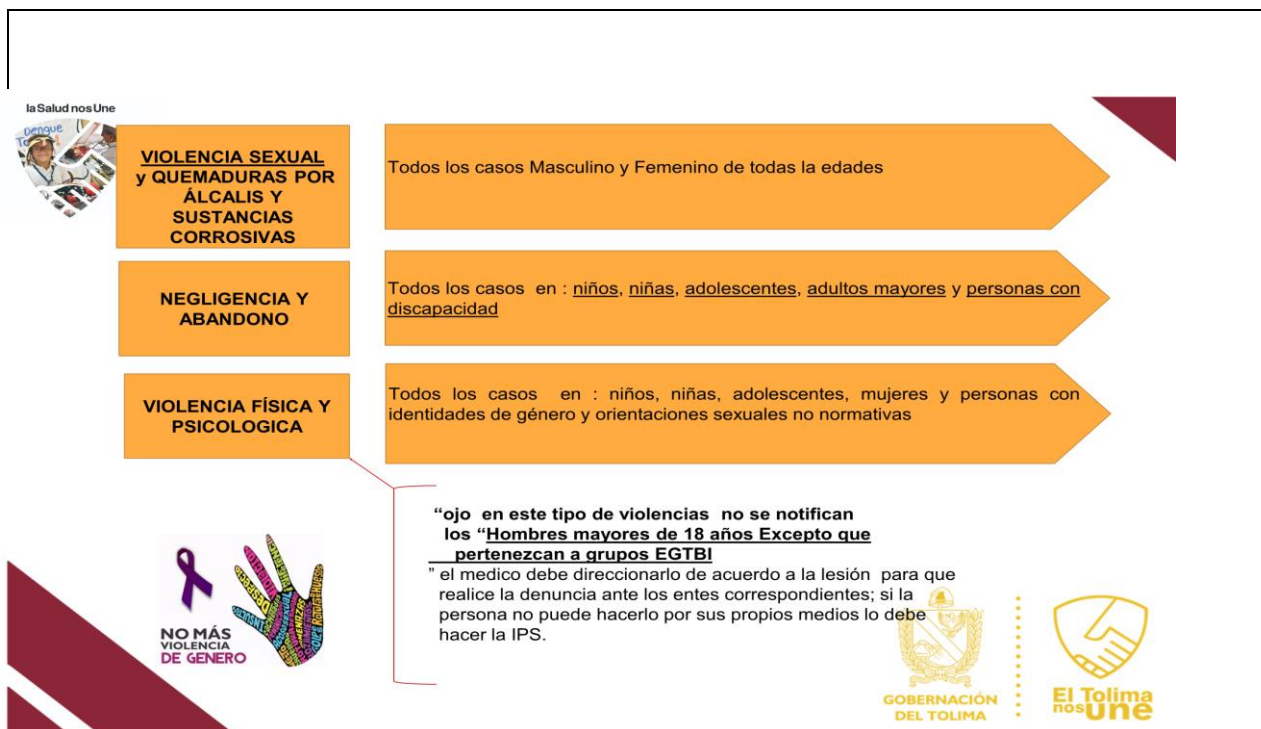 la Salud nos Une
Dengue
VIOLENCIA SEXUAL
y QUEMADURAS POR
ÁLCALIS Y
SUSTANCIAS
CORROSIVAS
Todos los casos Masculino y Femenino de todas la edades
NEGLIGENCIA Y
ABANDONO
Todos los casos en : niños, niñas, adolescentes, adultos mayores y personas con
discapacidad
VIOLENCIA FÍSICA Y
PSICOLOGICA
Todos los casos en : niños, niñas, adolescentes, mujeres y personas con
identidades de género y orientaciones sexuales no normativas
“ojo en este tipo de violencias no se notifican
los “Hombres mayores de 18 años Excepto que
pertenezcan a grupos EGTBI
” el medico debe direccionarlo de acuerdo a la lesión para que
realice la denuncia ante los entes correspondientes; si la
persona no puede hacerlo por sus propios medios lo debe
hacer la IPS.
NO MÁS
VIOLENCIA
DE GENERO
GOBERNACIÓN
DEL TOLIMA
El Tolima
nos une